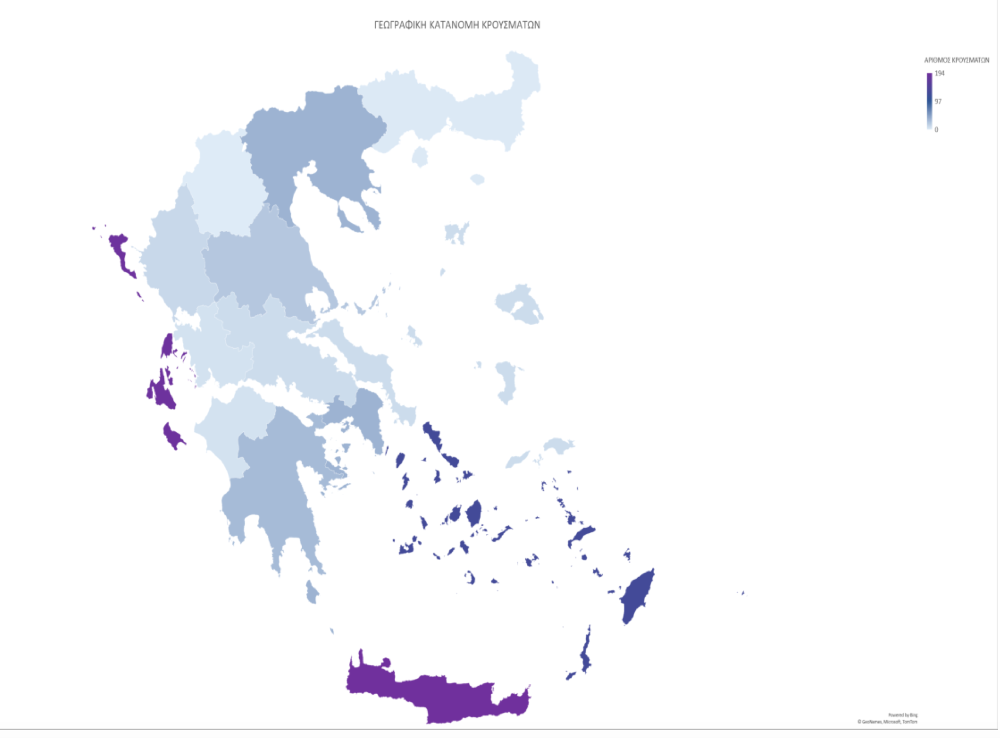 ΓΕΩΓΡΑΦΙΚΗ ΚΑΤΑΝΟΜΗ ΚΡΟΥΣΜΑΤΩΝ
ΑΡΙΘΜΟΣ ΚΡΟΥΣΜΑΤΩΝ
194
97
0
Powered by Bing
© GeoNames, Microsoft, TomTom